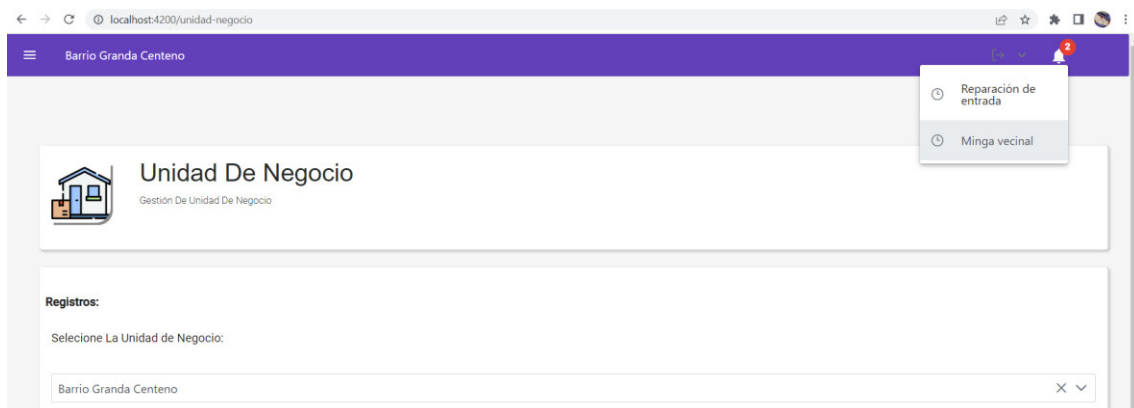 localhost:4200/unidad-negocio
Barrio Granda Centeno
2
Reparación de
entrada
Minga vecinal
Unidad De Negocio
Gestión De Unidad De Negocio
Registros:
Selecione La Unidad de Negocio:
Barrio Granda Centeno